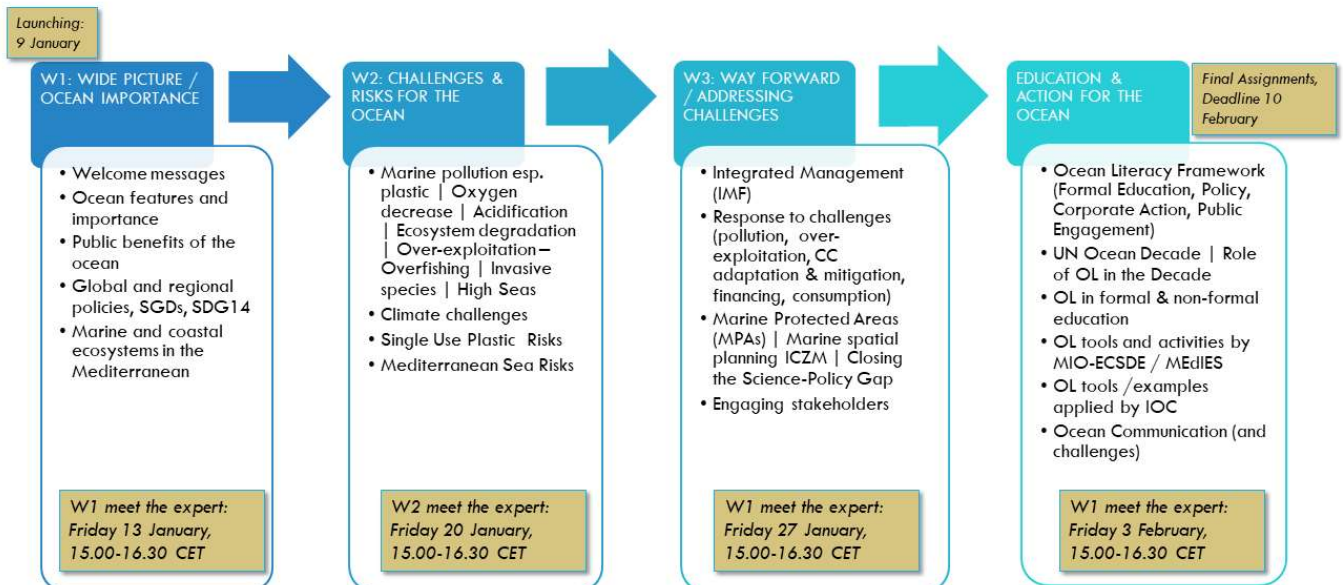 Launching:
9 January
W1: WIDE PICTURE /
OCEAN IMPORTANCE
• Welcome messages
• Ocean features and
importance
• Public benefits of the
ocean
• Global and regional
policies, SGDs, SDG14
• Marine and coastal
ecosystems in the
Mediterranean
W1 meet the expert:
Friday 13 January,
15.00-16.30 CET
W2: CHALLENGES &
RISKS FOR THE
OCEAN
• Marine pollution esp.
plastic | Oxygen
decrease | Acidification
| Ecosystem degradation
| Over-exploitation –
Overfishing | Invasive
species | High Seas
• Climate challenges
• Single Use Plastic Risks
• Mediterranean Sea Risks
W2 meet the expert:
Friday 20 January,
15.00-16.30 CET
W3: WAY FORWARD
/ ADDRESSING
CHALLENGES
• Integrated Management
(IMF)
• Response to challenges
(pollution, over-
exploitation, CC
adaptation & mitigation,
financing, consumption)
• Marine Protected Areas
(MPAs) | Marine spatial
planning ICZM | Closing
the Science-Policy Gap
• Engaging stakeholders
W1 meet the expert:
Friday 27 January,
15.00-16.30 CET
EDUCATION &
ACTION FOR THE
OCEAN
Final Assignments,
Deadline 10
February
• Ocean Literacy Framework
(Formal Education, Policy,
Corporate Action, Public
Engagement)
• UN Ocean Decade | Role
of OL in the Decade
• OL in formal & non-formal
education
• OL tools and activities by
MIO-ECSDE / MEdIES
• OL tools /examples
applied by IOC
• Ocean Communication (and
challenges)
W1 meet the expert:
Friday 3 February,
15.00-16.30 CET